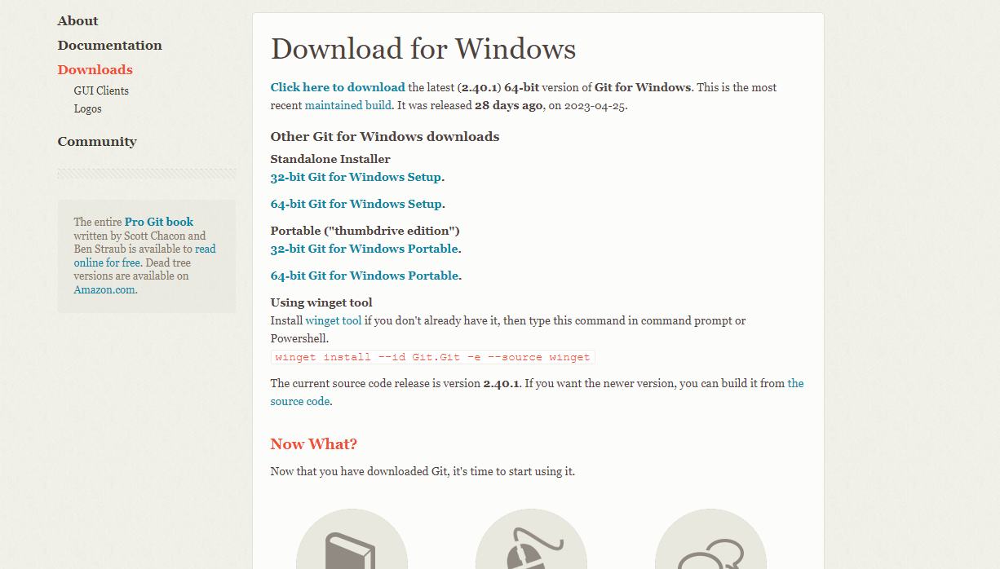 About
Documentation
Downloads
GUI Clients
Logos
Community
The entire Pro Git book
written by Scott Chacon and
Ben Straub is available to read
online for free. Dead tree
versions are available on
Amazon.com.
Download for Windows
Click here to download the latest (2.40.1) 64-bit version of Git for Windows. This is the most
recent maintained build. It was released 28 days ago, on 2023-04-25.
Other Git for Windows downloads
Standalone Installer
32-bit Git for Windows Setup.
64-bit Git for Windows Setup.
Portable ("thumbdrive edition")
32-bit Git for Windows Portable.
64-bit Git for Windows Portable.
Using winget tool
Install winget tool if you don't already have it, then type this command in command prompt or
Powershell.
winget install --id Git.Git -e --source winget
The current source code release is version 2.40.1. If you want the newer version, you can build it from the
source code.
Now What?
Now that you have downloaded Git, it's time to start using it.